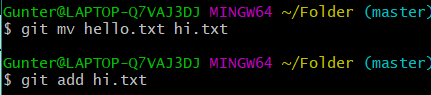 Gunter@LAPTOP-Q7VAJ3DJ MINGW64 ~/Folder (master)
$ git mv hello.txt hi.txt
Gunter@LAPTOP-Q7VAJ3DJ MINGW64 ~/Folder (master)
$ git add hi.txt